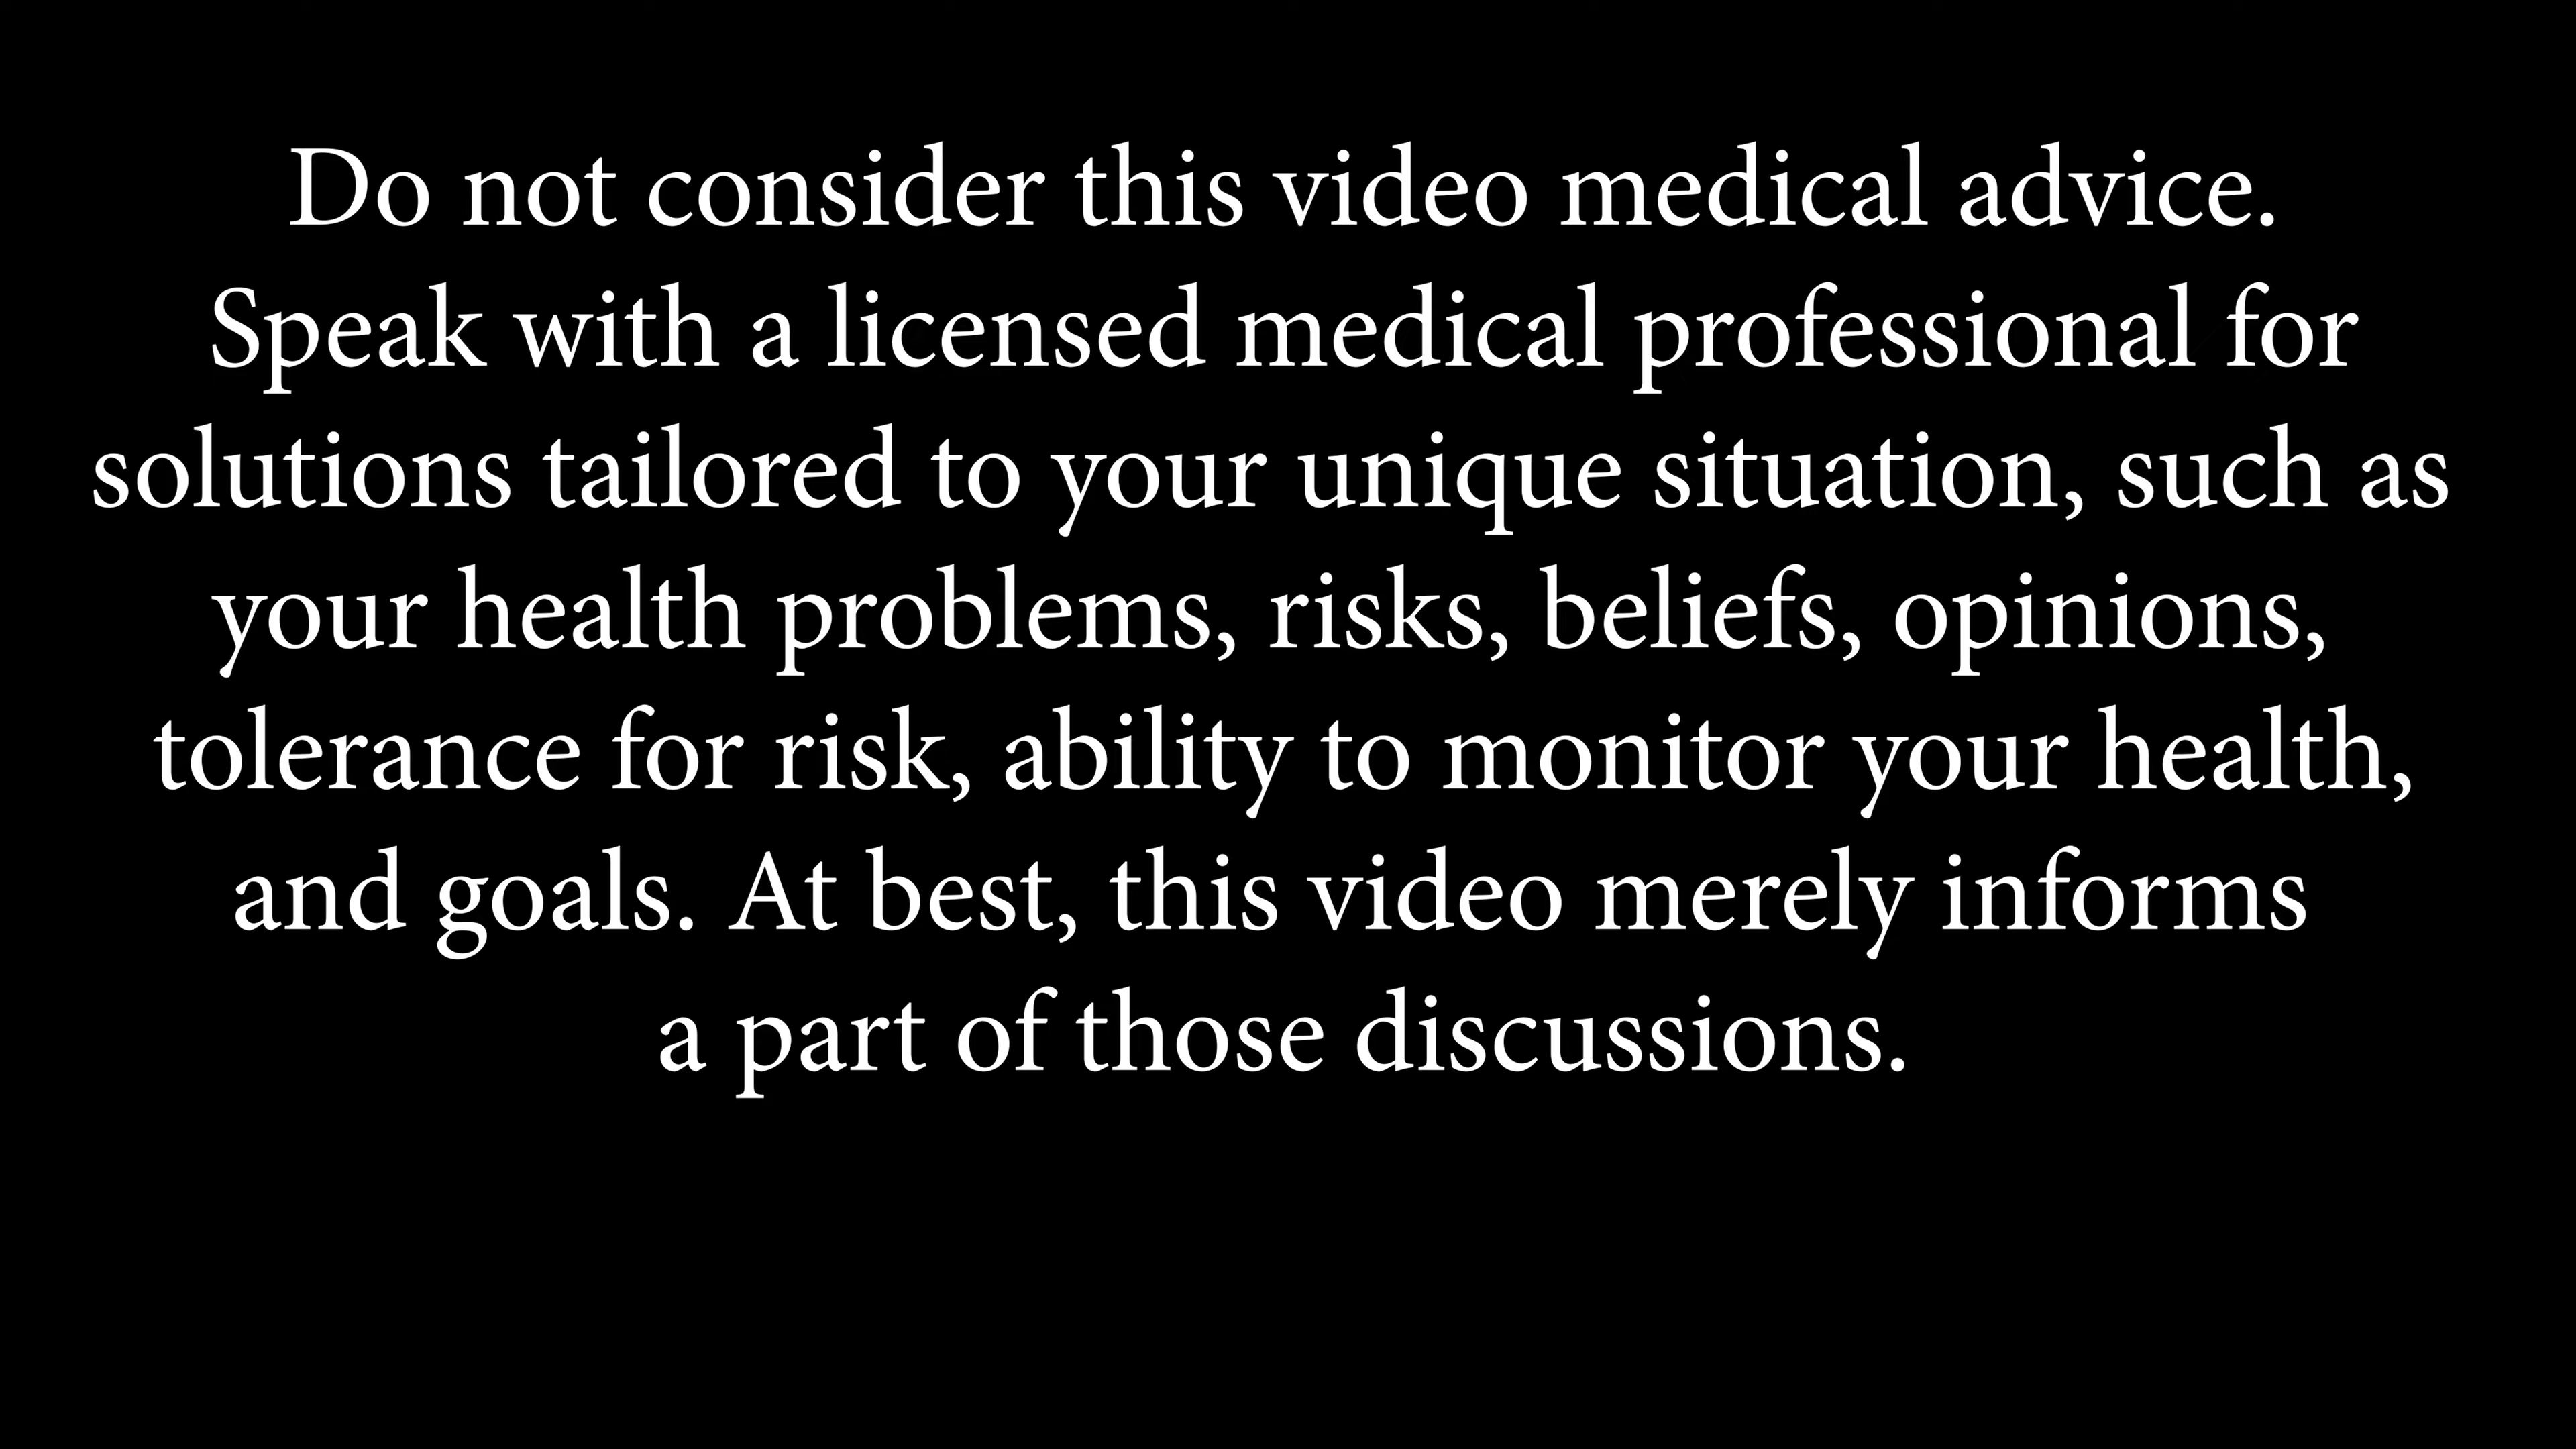 Do not consider this video medical advice.
Speak with a licensed medical professional for
solutions tailored to your unique situation, such as
your health problems, risks, beliefs, opinions,
tolerance for risk, ability to monitor your health,
and goals. At best, this video merely informs
a part of those discussions.